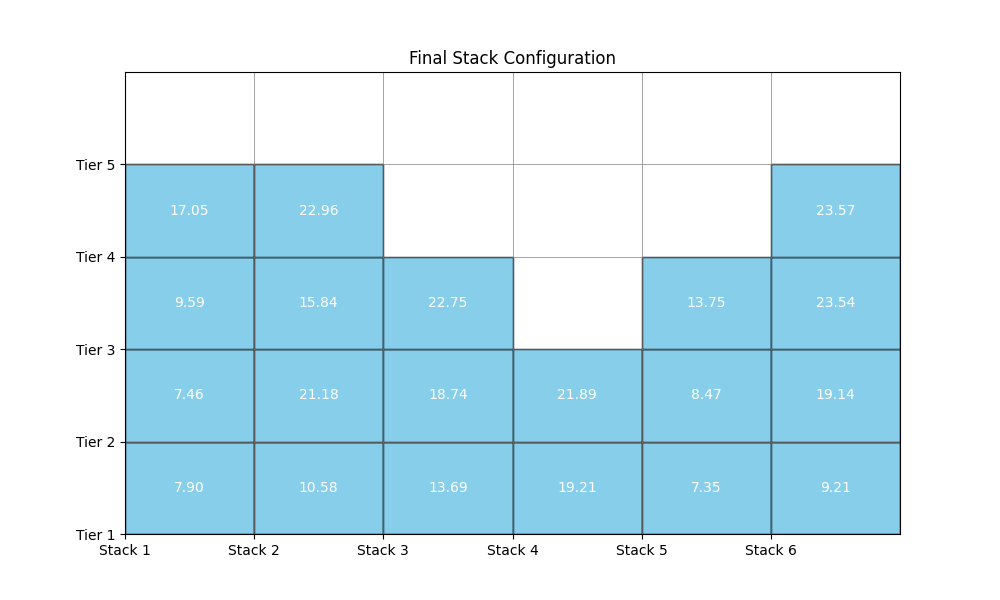 Final Stack Configuration
Tier 5
17.05 22.96 23.57
Tier 4
9.59 15.84 22.75 13.75 23.54
Tier 3
7.46 21.18 18.74 21.89 8.47 19.14
Tier 2
7.90 10.58 13.69 19.21 7.35 9.21
Tier 1
Stack 1 Stack 2 Stack 3 Stack 4 Stack 5 Stack 6